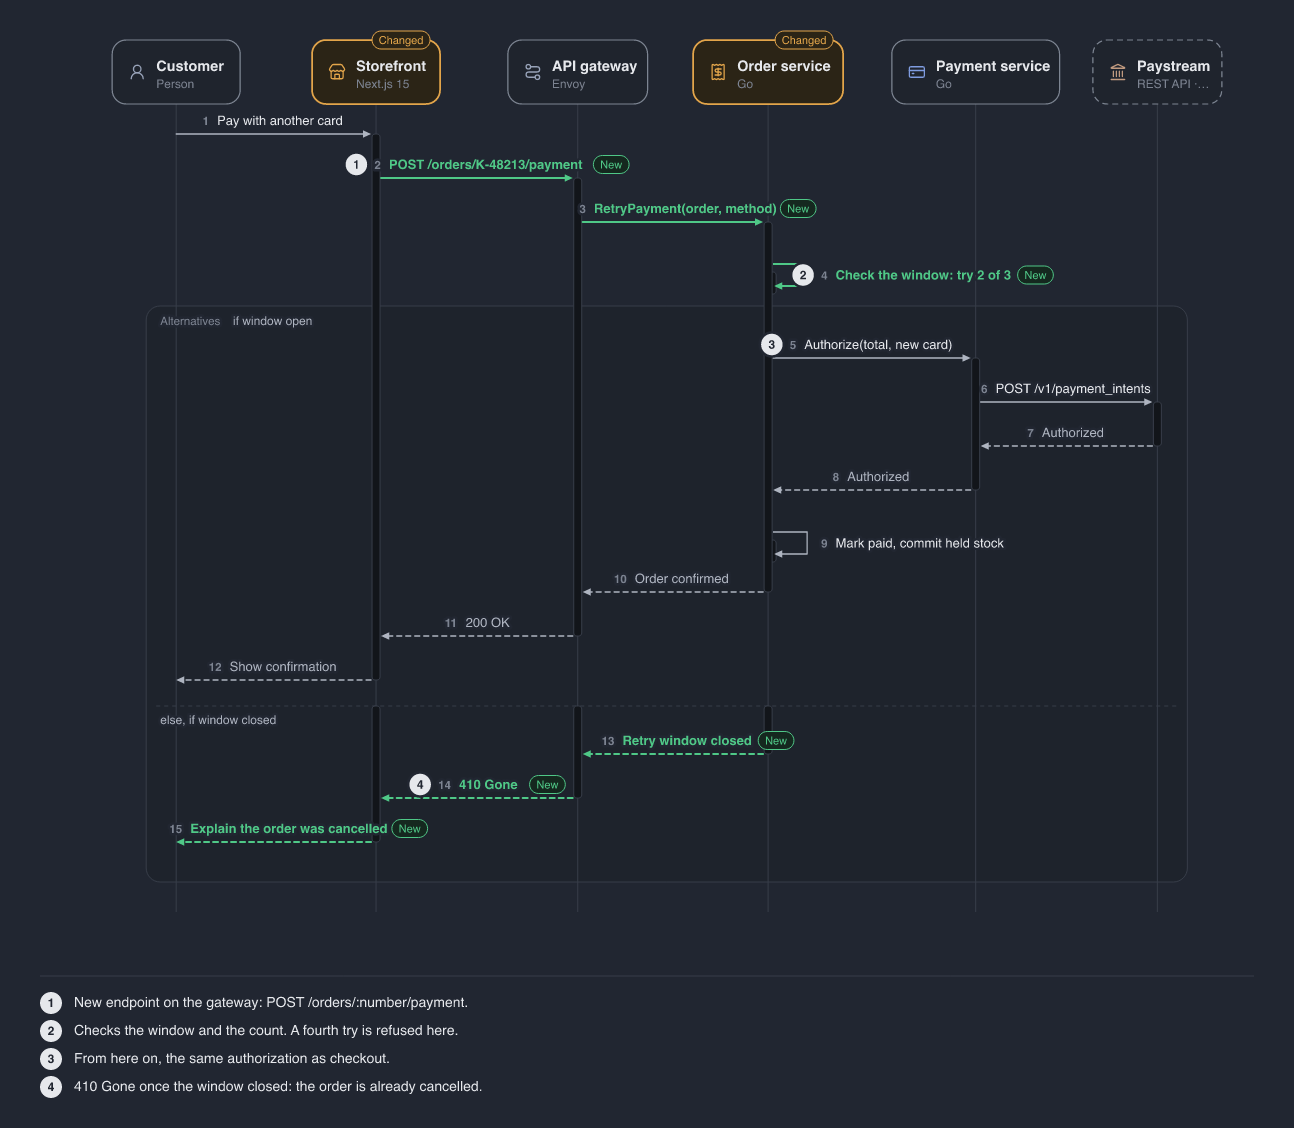 Changed
Changed
Customer
Person
Storefront
Next.js 15
API gateway
Envoy
Order service
Go
Payment service
Go
Paystream
REST API ·…
1 Pay with another card
1 2 POST /orders/K-48213/payment New
3 RetryPayment(order, method) New
2 4 Check the window: try 2 of 3 New
Alternatives if window open
3 5 Authorize(total, new card)
6 POST /v1/payment_intents
7 Authorized
8 Authorized
9 Mark paid, commit held stock
10 Order confirmed
11 200 OK
12 Show confirmation
else, if window closed
13 Retry window closed New
4 14 410 Gone New
15 Explain the order was cancelled New
1 New endpoint on the gateway: POST /orders/:number/payment.
2 Checks the window and the count. A fourth try is refused here.
3 From here on, the same authorization as checkout.
4 410 Gone once the window closed: the order is already cancelled.